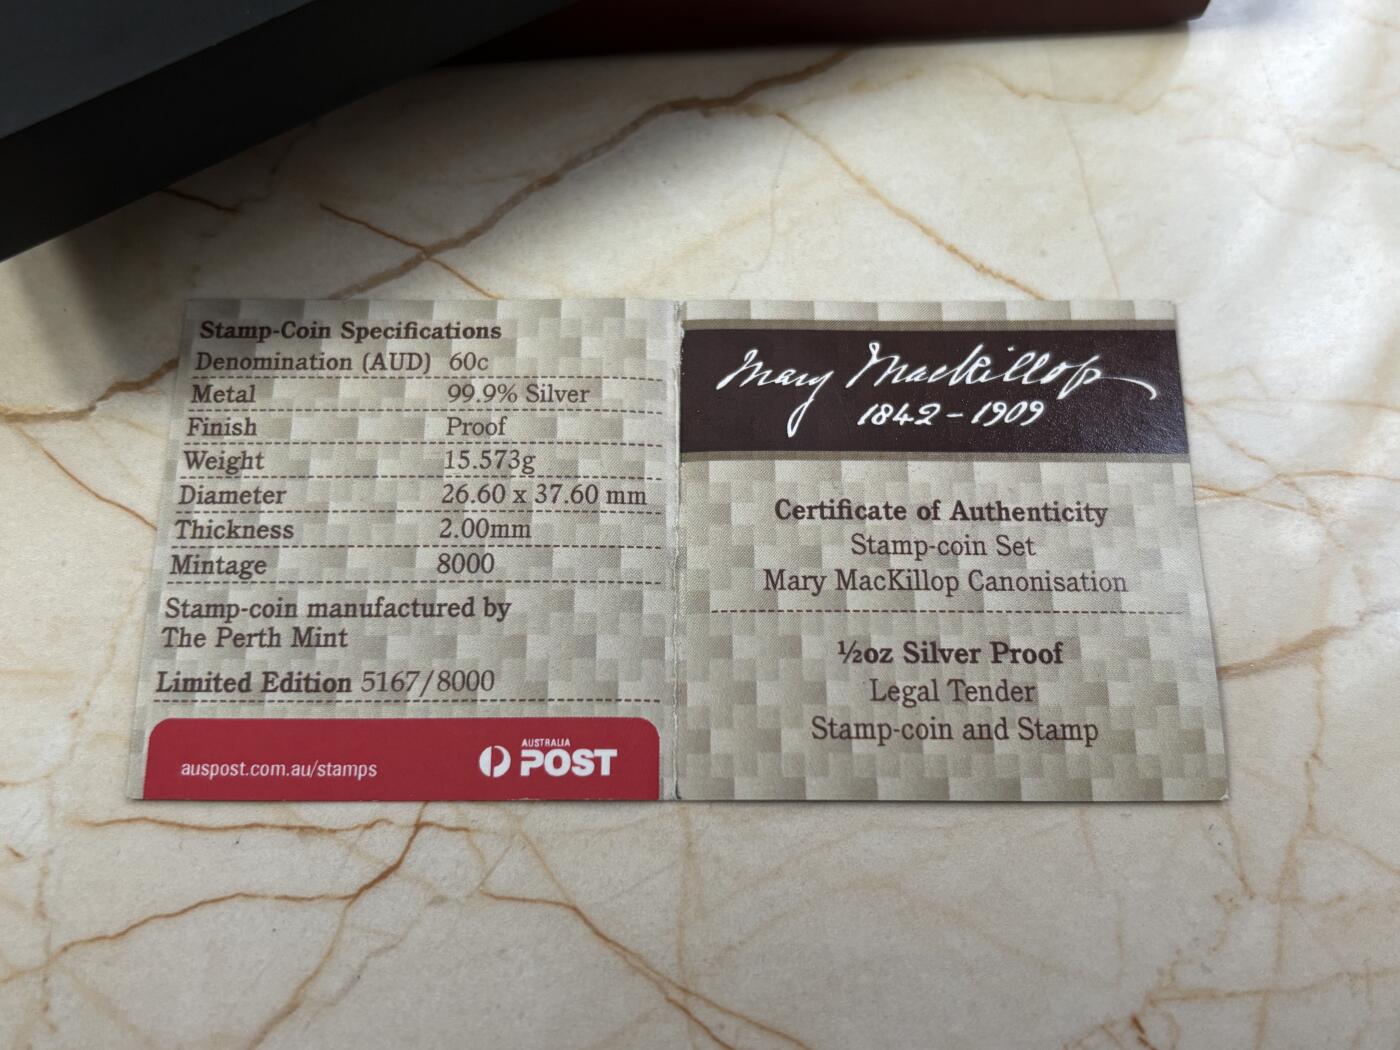 Stamp-Coin Specifications
Denomination (AUD) 60c
Metal 99.9% Silver
Finish Proof
Weight 15.573g
Diameter 26.60 x 37.60 mm
Thickness 2.00mm
Mintage 8000
Stamp-coin manufactured by
The Perth Mint
Limited Edition 5167/8000
auspost.com.au/stamps
AUSTRALIA
POST
Mary MacKillop
1842 - 1909
Certificate of Authenticity
Stamp-coin Set
Mary MacKillop Canonisation
½oz Silver Proof
Legal Tender
Stamp-coin and Stamp